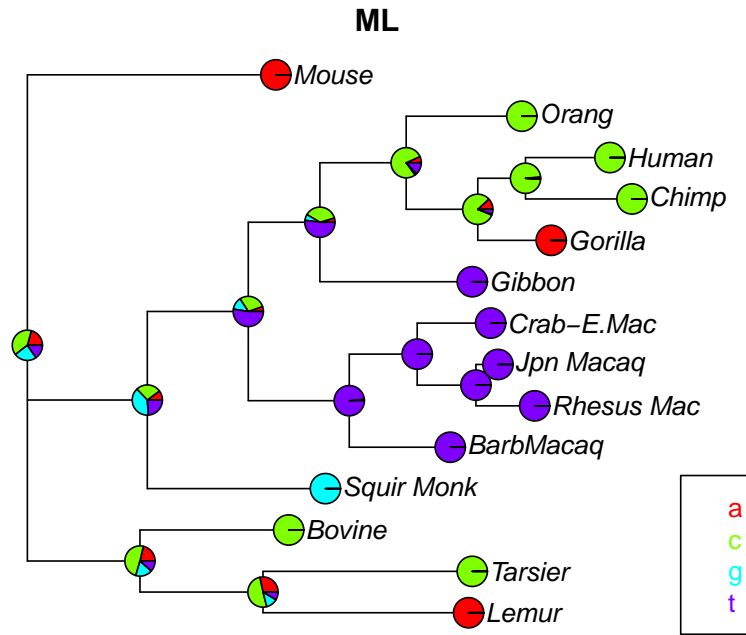 ML
Mouse
Orang
Human
Chimp
Gorilla
Gibbon
Crab−E.Mac
Jpn Macaq
Rhesus Mac
BarbMacaq
Squir Monk
Bovine
Tarsier
Lemur
a
c
g
t